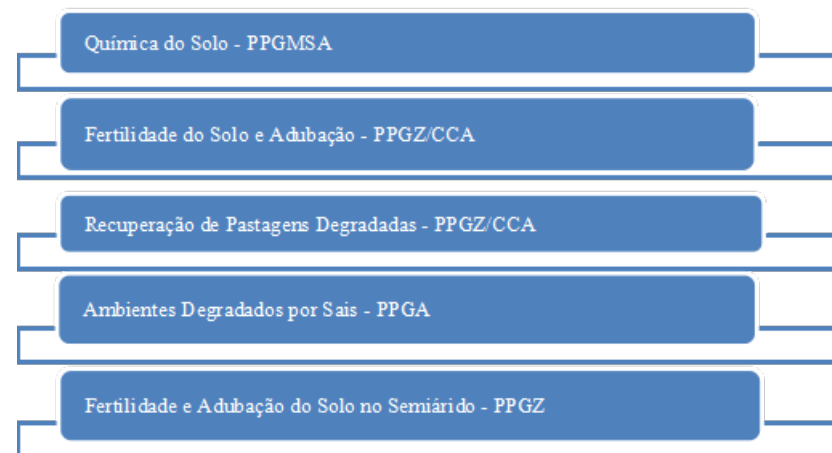 Química do Solo - PPGMSA
Fertilidade do Solo e Adubação - PPGZ/CCA
Recuperação de Pastagens Degradadas - PPGZ/CCA
Ambientes Degradados por Sais - PPGA
Fertilidade e Adubação do Solo no Semiárido - PPGZ